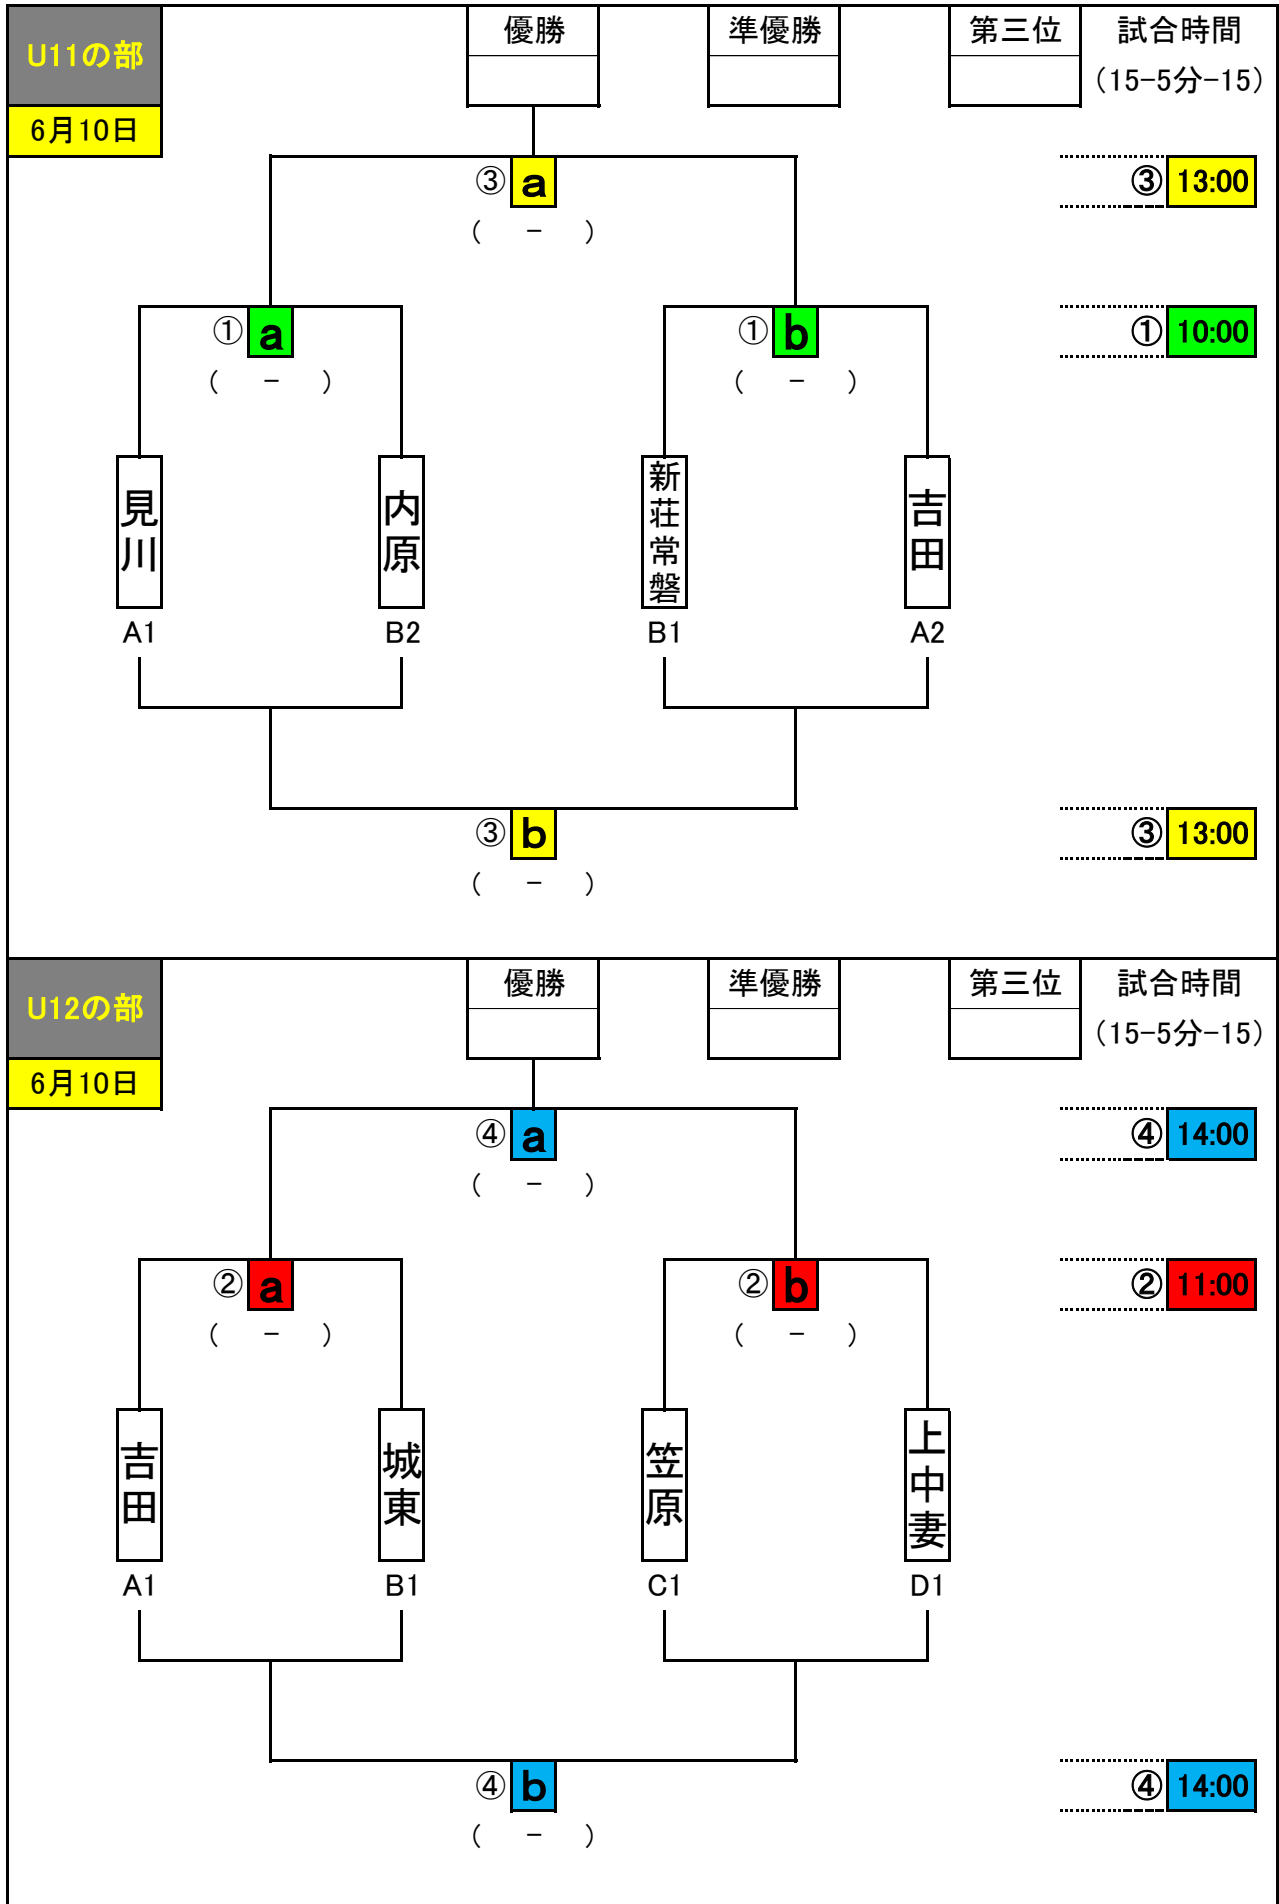 U11の部
優勝
準優勝
第三位
試合時間
(15-5分-15)
6月10日
③ a
③ 13:00
( - )
① a
① b
① 10:00
( - )
( - )
見川
内原
新荘常磐
吉田
A1
B2
B1
A2
③ b
③ 13:00
( - )
U12の部
優勝
準優勝
第三位
試合時間
(15-5分-15)
6月10日
④ a
④ 14:00
( - )
② a
② b
② 11:00
( - )
( - )
吉田
城東
笠原
上中妻
A1
B1
C1
D1
④ b
④ 14:00
( - )